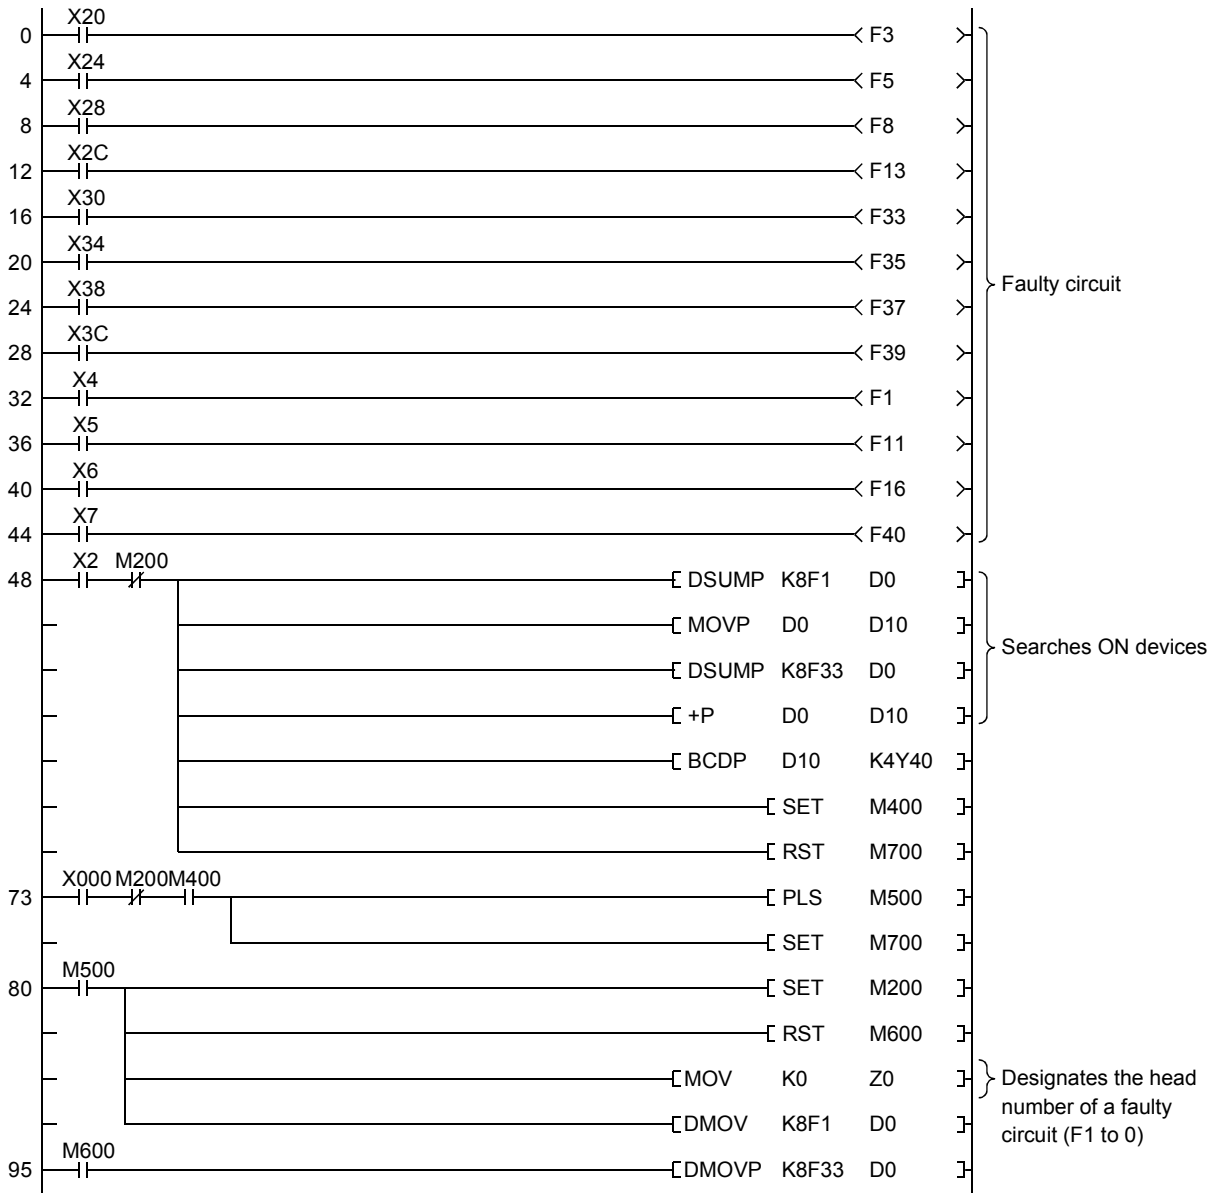 X20
0 F3
X24
4 F5
X28
8 F8
X2C
12 F13
X30
16 F33
X34
20 F35
X38
24 F37
Faulty circuit
X3C
28 F39
X4
32 F1
X5
36 F11
X6
40 F16
X7
44 F40
X2 M200
48 DSUMP K8F1 D0
MOVP D0 D10
Searches ON devices
DSUMP K8F33 D0
+P D0 D10
BCDP D10 K4Y40
SET M400
RST M700
X000 M200 M400
73 PLS M500
SET M700
M500
80 SET M200
RST M600
MOV K0 Z0
Designates the head
number of a faulty
circuit (F1 to 0)
DMOV K8F1 D0
M600
95 DMOVP K8F33 D0